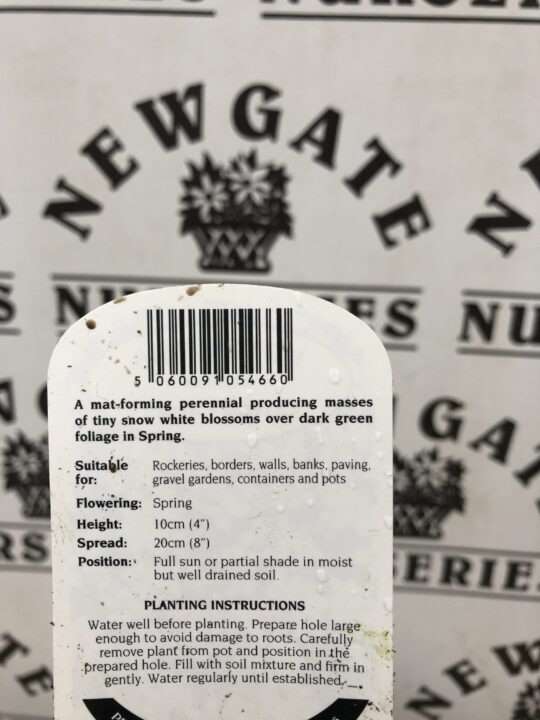 NEWGATE
S NU
ES NU
5 060091 054660
A mat-forming perennial producing masses
of tiny snow white blossoms over dark green
foliage in Spring.
Suitable for: Rockeries, borders, walls, banks, paving,
gravel gardens, containers and pots
Flowering: Spring
Height: 10cm (4")
Spread: 20cm (8")
Position: Full sun or partial shade in moist
but well drained soil.
PLANTING INSTRUCTIONS
Water well before planting. Prepare hole large
enough to avoid damage to roots. Carefully
remove plant from pot and position in the
prepared hole. Fill with soil mixture and firm in
gently. Water regularly until established.
GA
RS
SERIE
TE
NEW